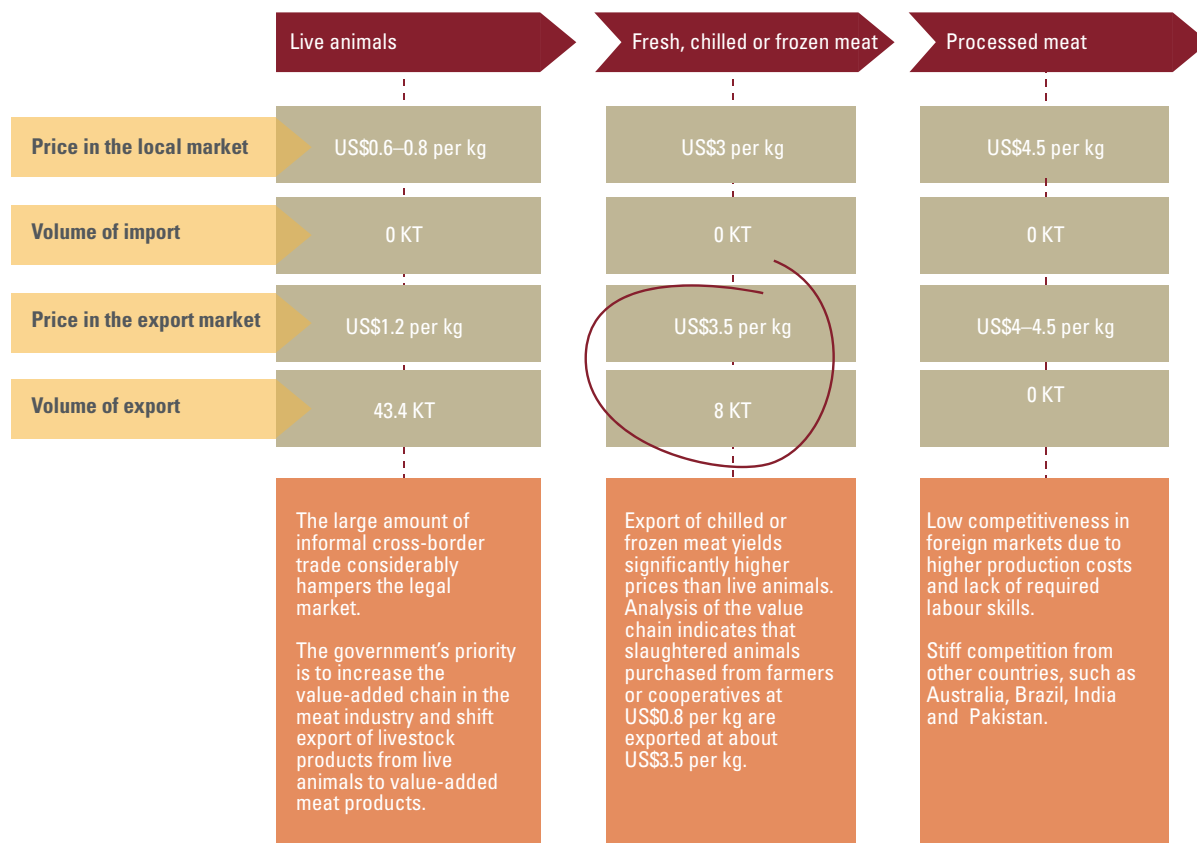 Live animals
Fresh, chilled or frozen meat
Processed meat
Price in the local market
US$0.6–0.8 per kg
US$3 per kg
US$4.5 per kg
Volume of import
0 KT
0 KT
0 KT
Price in the export market
US$1.2 per kg
US$3.5 per kg
US$4–4.5 per kg
Volume of export
43.4 KT
8 KT
0 KT
The large amount of
informal cross-border
trade considerably
hampers the legal
market.
The government's priority
is to increase the
value-added chain in the
meat industry and shift
export of livestock
products from live
animals to value-added
meat products.
Export of chilled or
frozen meat yields
significantly higher
prices than live animals.
Analysis of the value
chain indicates that
slaughtered animals
purchased from farmers
or cooperatives at
US$0.8 per kg are
exported at about
US$3.5 per kg.
Low competitiveness in
foreign markets due to
higher production costs
and lack of required
labour skills.
Stiff competition from
other countries, such as
Australia, Brazil, India
and Pakistan.